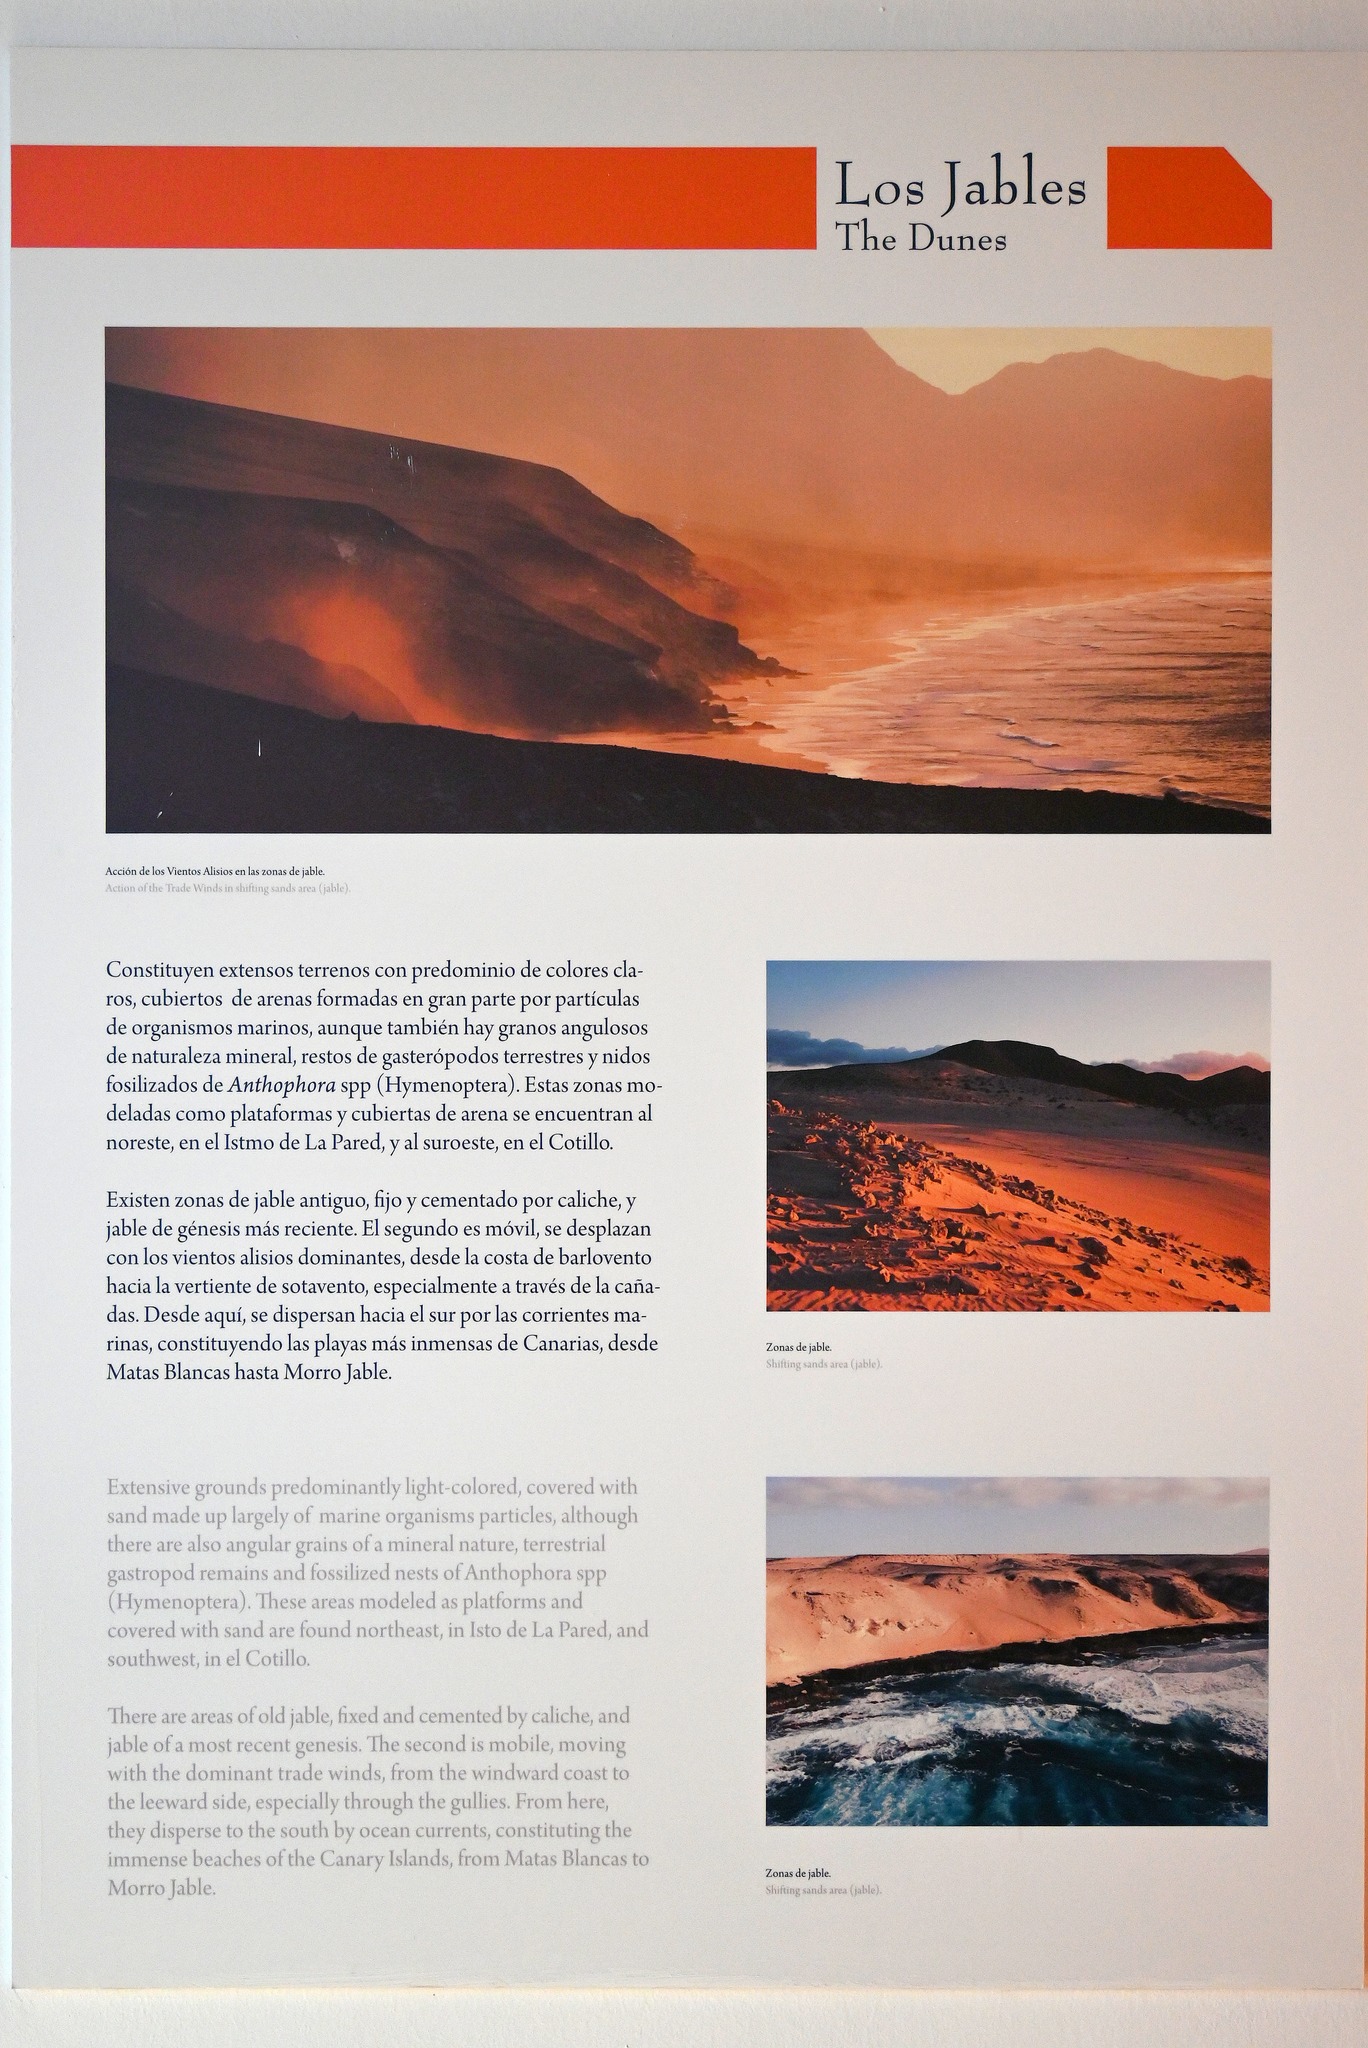 Los Jables
The Dunes
Acción de los Vientos Alisios en las zonas de jable.
Action of the Trade Winds in shifting sands area (jable).
Constituyen extensos terrenos con predominio de colores cla-
ros, cubiertos de arenas formadas en gran parte por partículas
de organismos marinos, aunque también hay granos angulosos
de naturaleza mineral, restos de gasterópodos terrestres y nidos
fosilizados de Anthophora spp (Hymenoptera). Estas zonas mo-
deladas como plataformas y cubiertas de arena se encuentran al
noreste, en el Istmo de La Pared, y al suroeste, en el Cotillo.
Existen zonas de jable antiguo, fijo y cementado por caliche, y
jable de génesis más reciente. El segundo es móvil, se desplazan
con los vientos alisios dominantes, desde la costa de barlovento
hacia la vertiente de sotavento, especialmente a través de la caña-
das. Desde aquí, se dispersan hacia el sur por las corrientes ma-
rinas, constituyendo las playas más inmensas de Canarias, desde
Matas Blancas hasta Morro Jable.
Zonas de jable.
Shifting sands area (jable).
Extensive grounds predominantly light-colored, covered with
sand made up largely of marine organisms particles, although
there are also angular grains of a mineral nature, terrestrial
gastropod remains and fossilized nests of Anthophora spp
(Hymenoptera). These areas modeled as platforms and
covered with sand are found northeast, in Isto de La Pared, and
southwest, in el Cotillo.
There are areas of old jable, fixed and cemented by caliche, and
jable of a most recent genesis. The second is mobile, moving
with the dominant trade winds, from the windward coast to
the leeward side, especially through the gullies. From here,
they disperse to the south by ocean currents, constituting the
immense beaches of the Canary Islands, from Matas Blancas to
Morro Jable.
Zonas de jable.
Shifting sands area (jable).